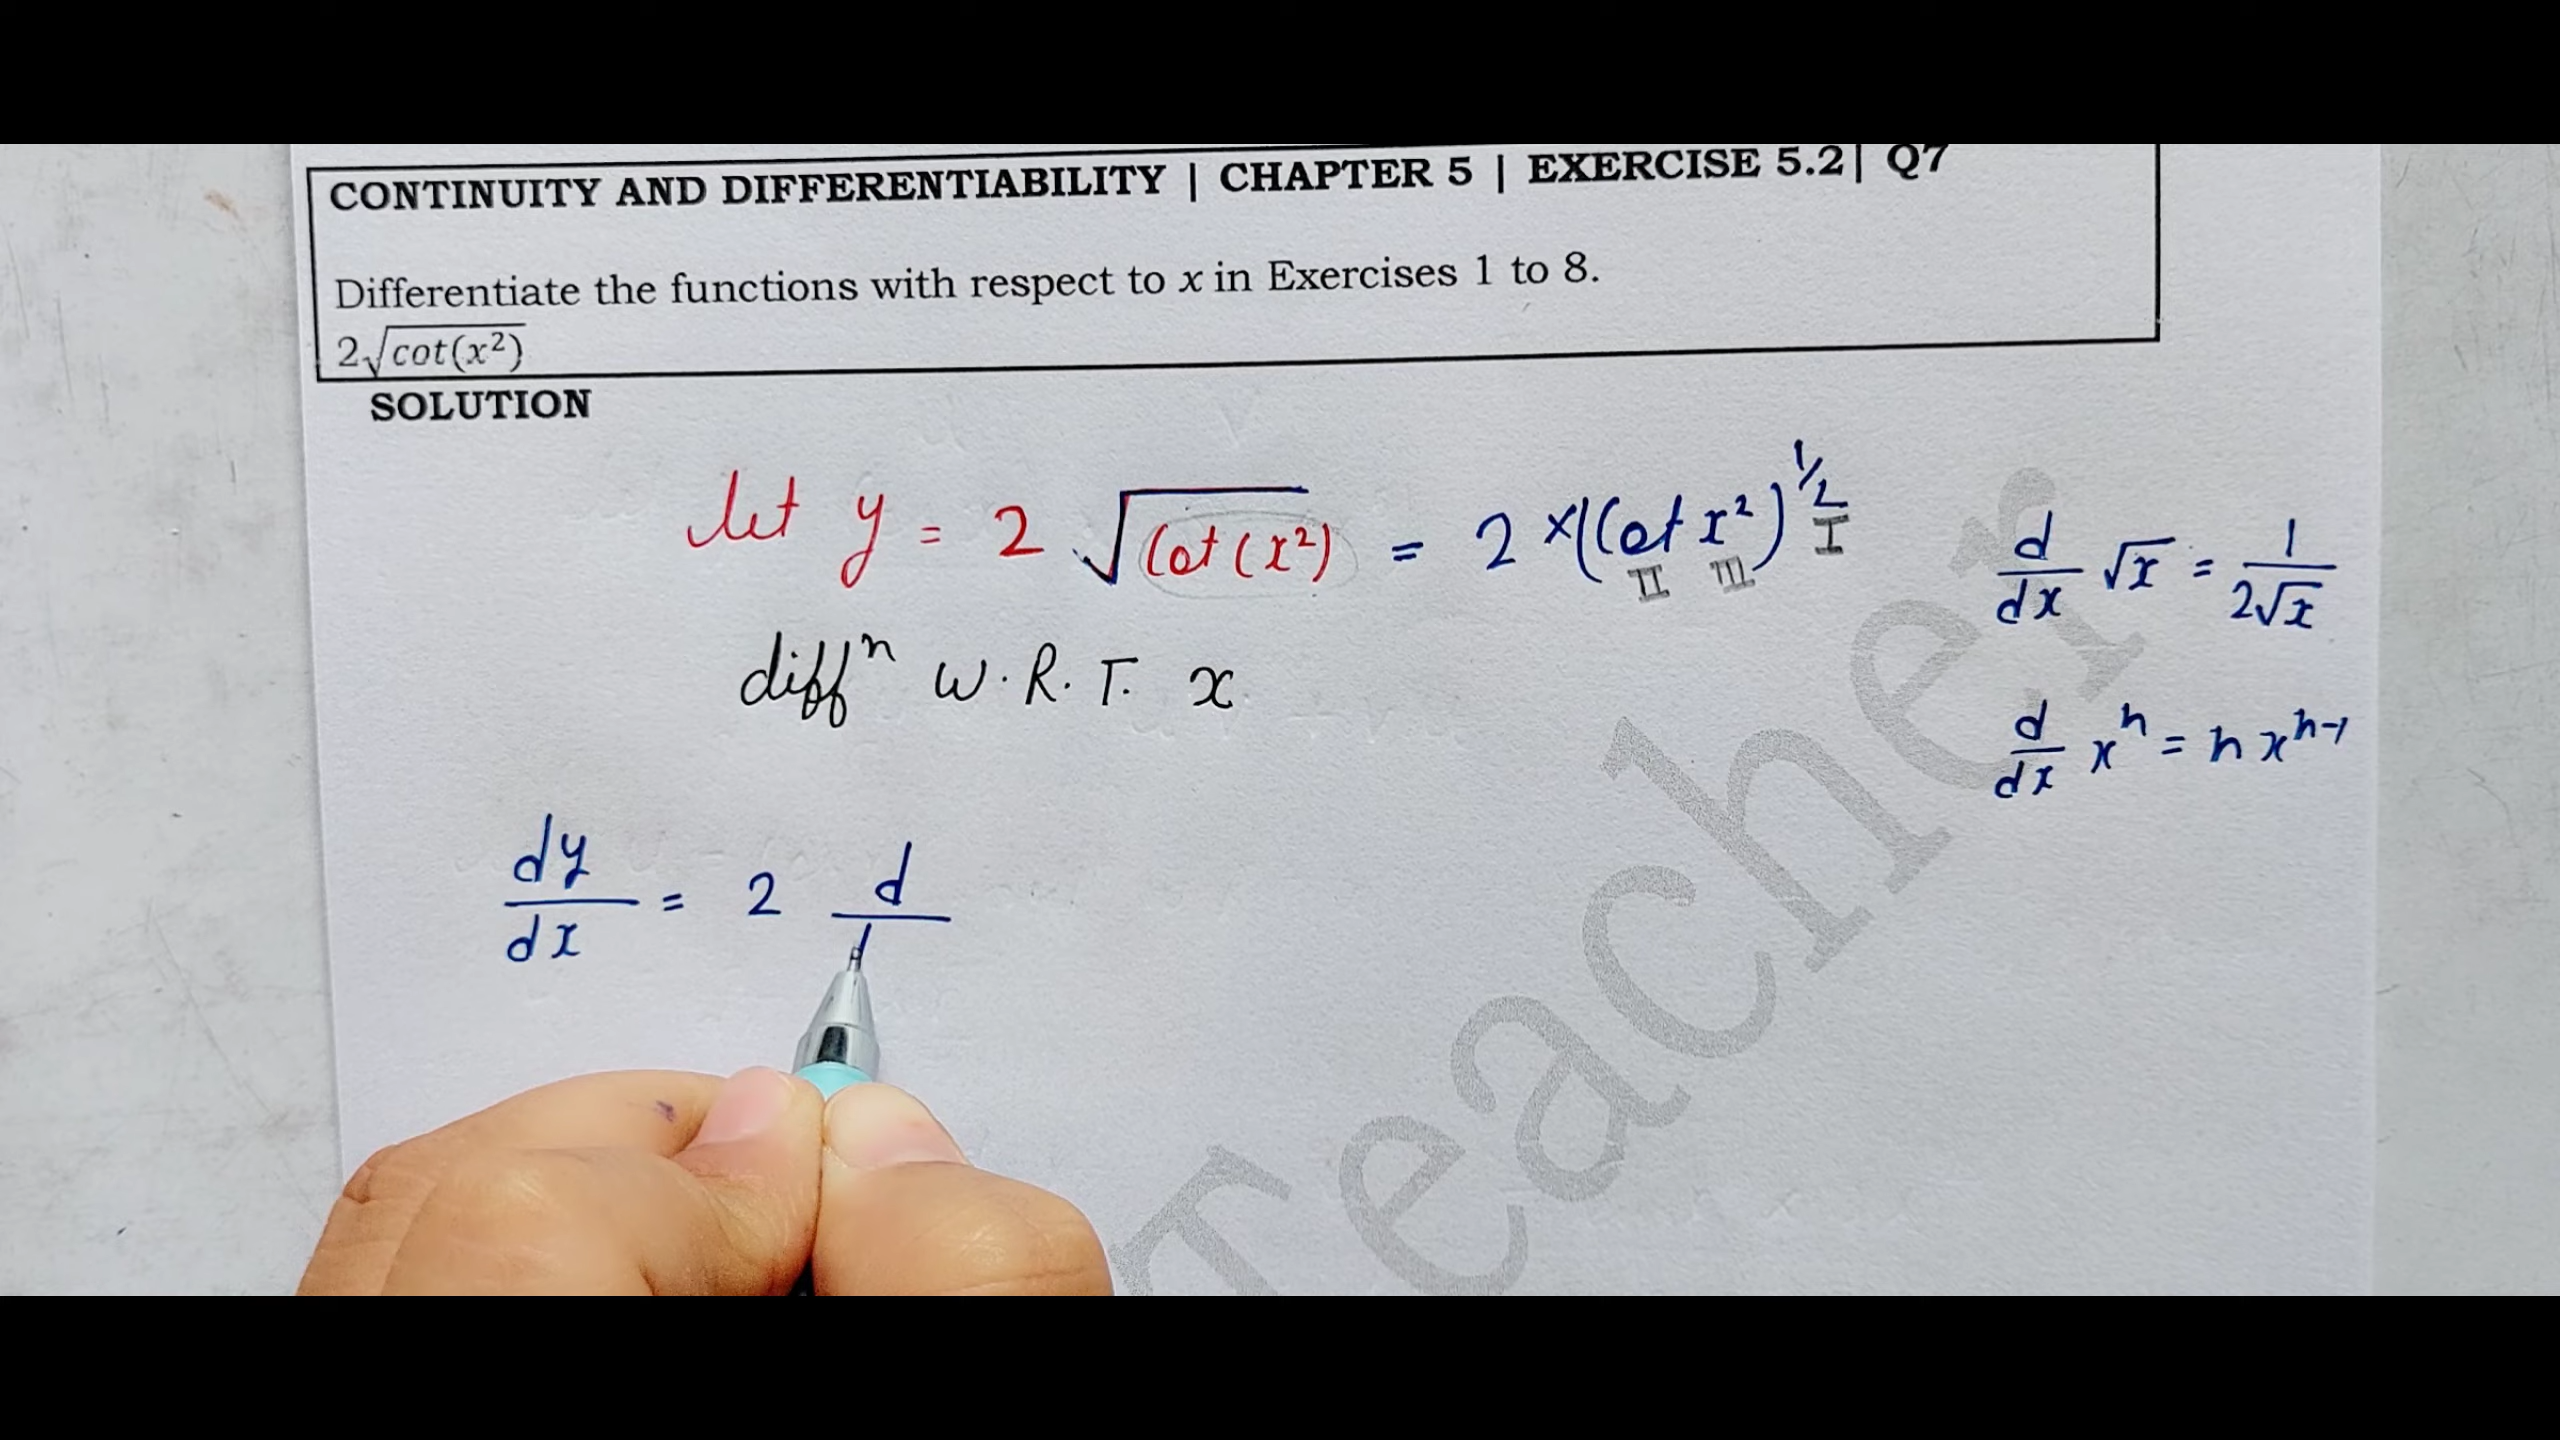 CONTINUITY AND DIFFERENTIABILITY | CHAPTER 5 | EXERCISE 5.2| Q7
Differentiate the functions with respect to x in Exercises 1 to 8.
2√cot(x²)
SOLUTION
let y = 2 √Cot (x²) = 2 × (Cot x²)^1/2
II III I
d/dx √x = 1/2√x
diffⁿ W.R.T. x
d/dx xⁿ = n xⁿ⁻¹
dy/dx = 2 d/d
Teacher